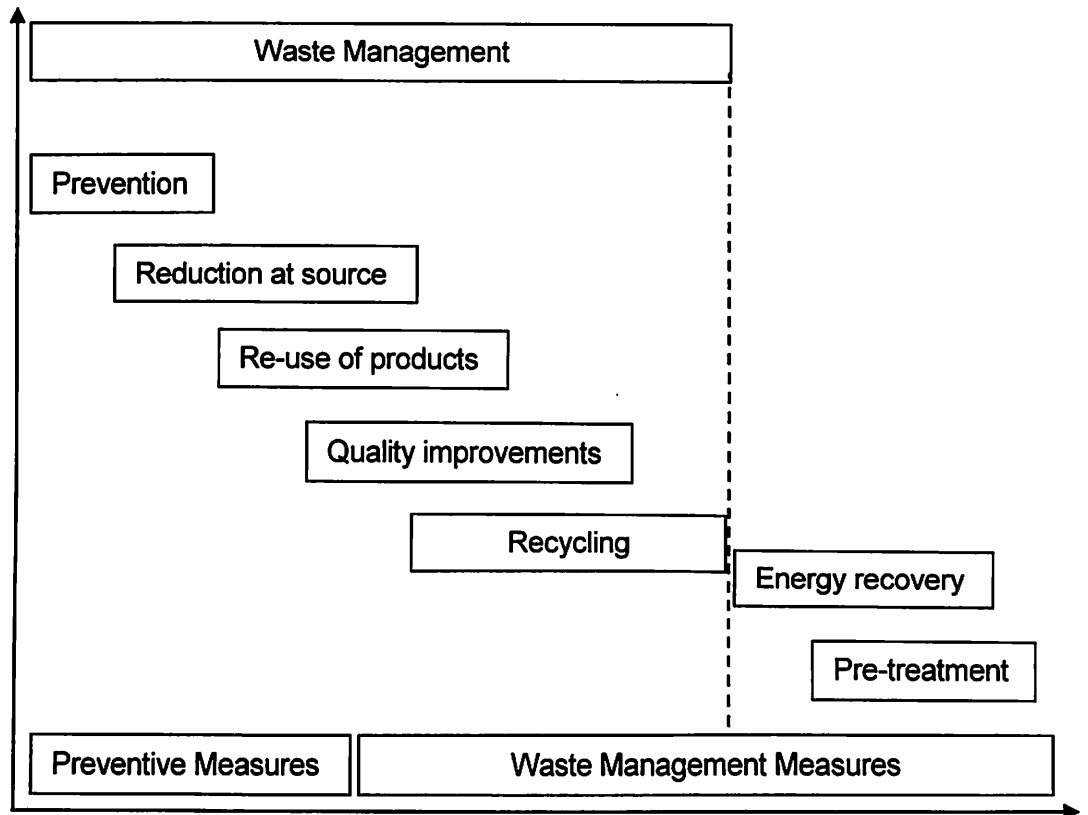 Waste Management
Prevention
Reduction at source
Re-use of products
Quality improvements
Recycling
Energy recovery
Pre-treatment
Preventive Measures
Waste Management Measures